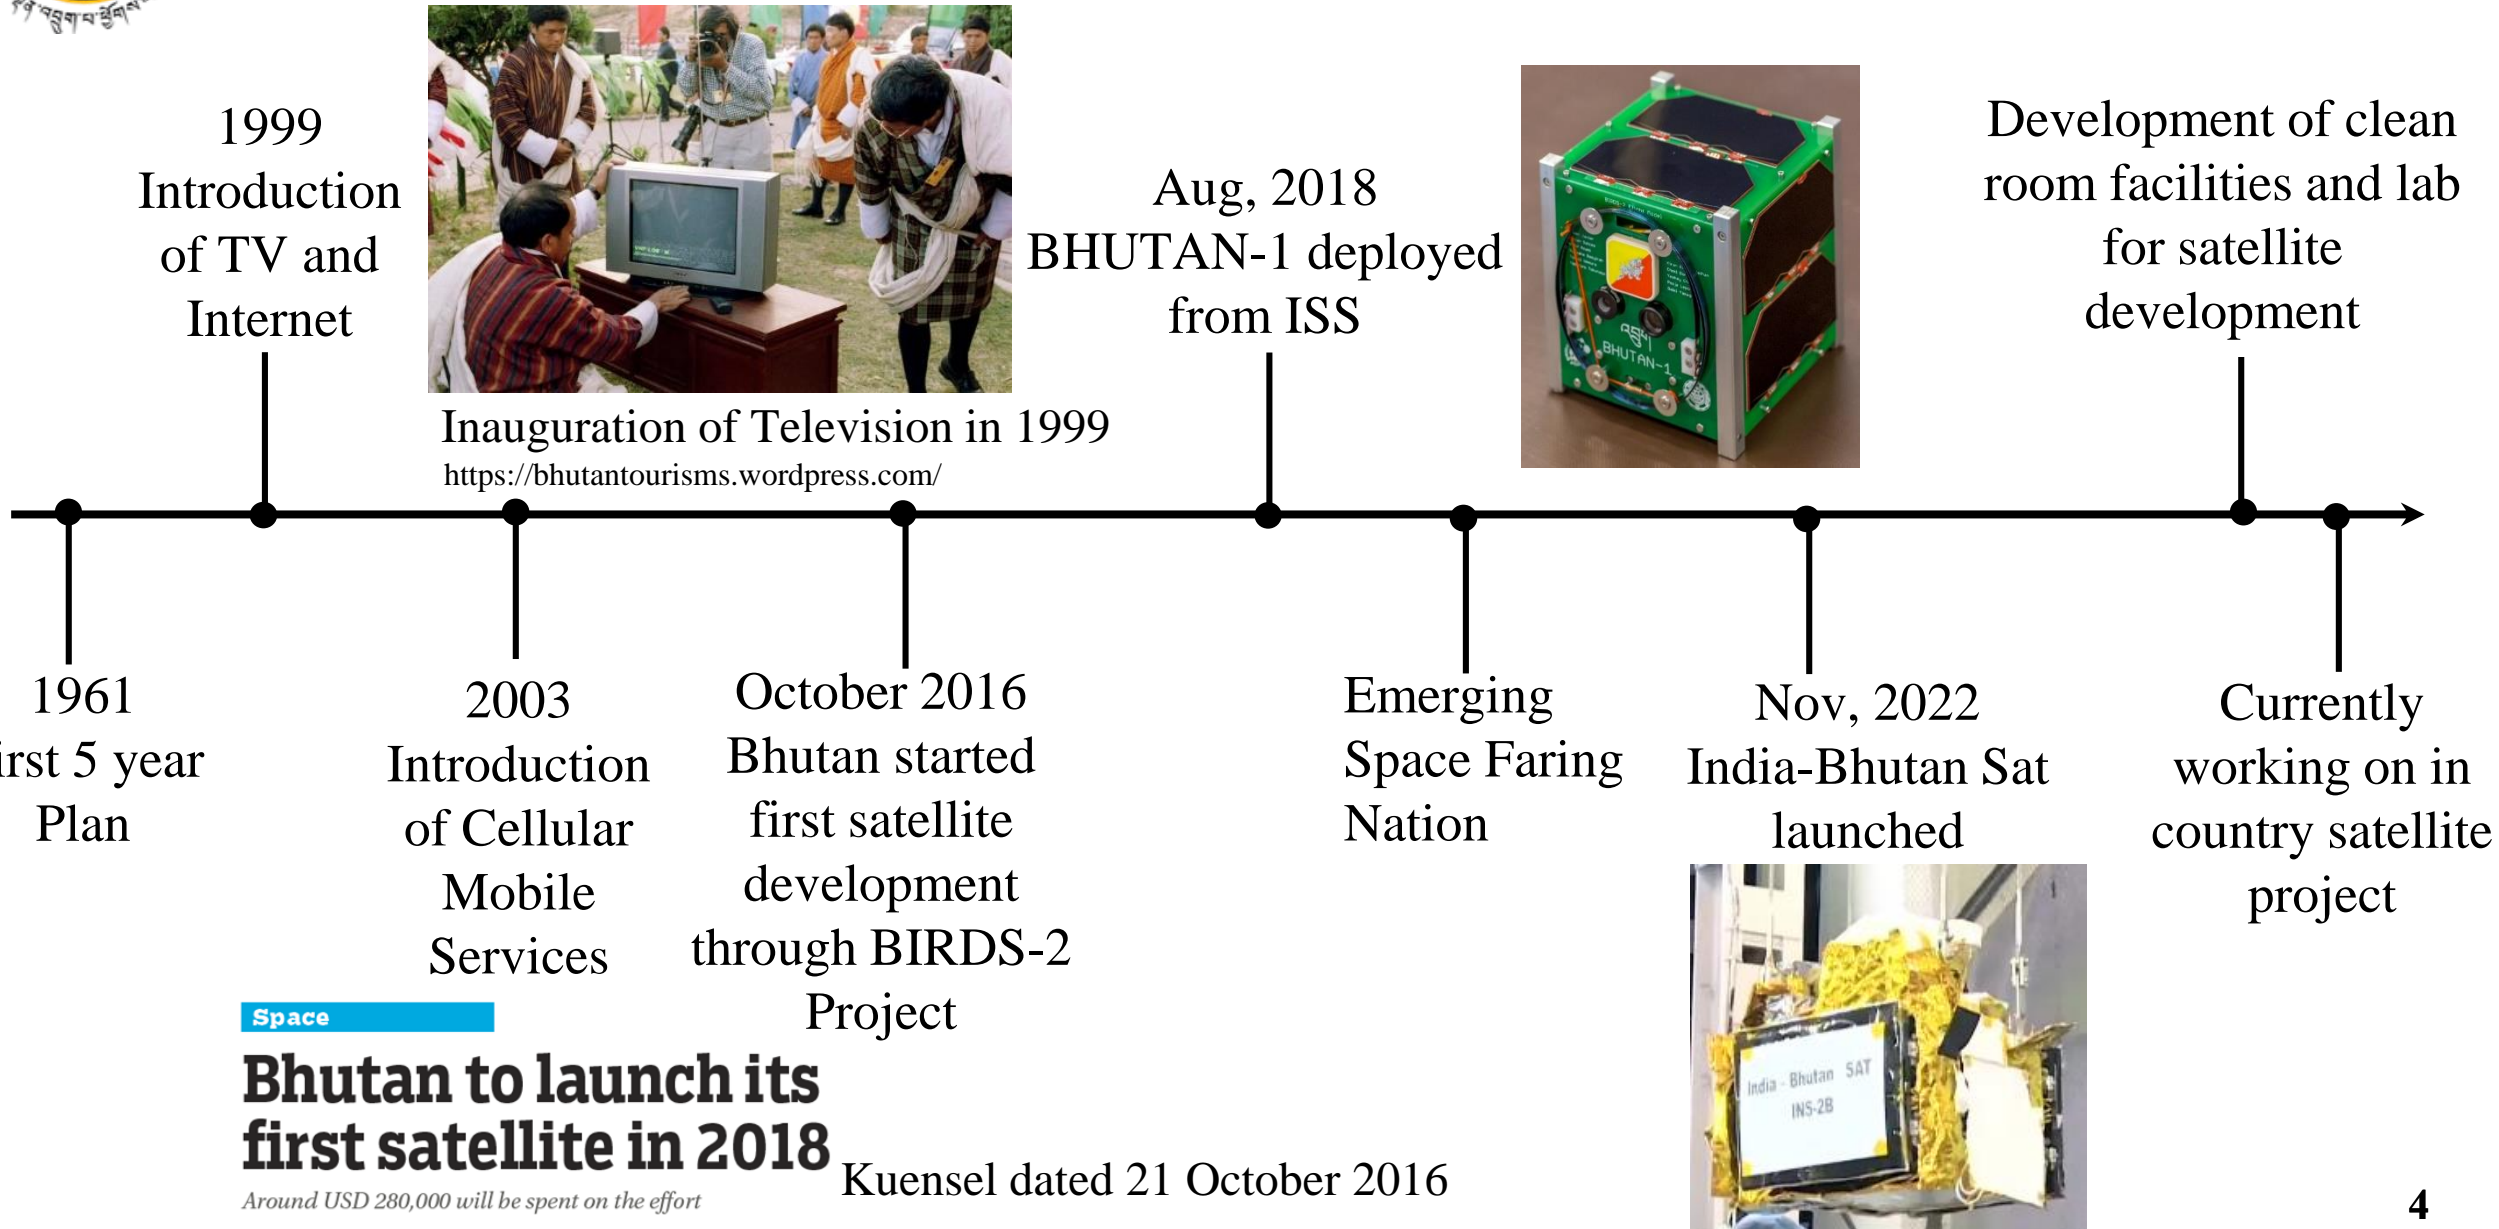 འབྲུག་པ་ཕྱོགས
1999
Introduction
of TV and
Internet
Inauguration of Television in 1999
https://bhutantourisms.wordpress.com/
Aug, 2018
BHUTAN-1 deployed
from ISS
BHUTAN-1
Development of clean
room facilities and lab
for satellite
development
1961
irst 5 year
Plan
2003
Introduction
of Cellular
Mobile
Services
October 2016
Bhutan started
first satellite
development
through BIRDS-2
Project
Emerging
Space Faring
Nation
Nov, 2022
India-Bhutan Sat
launched
India - Bhutan SAT
INS-2B
Currently
working on in
country satellite
project
Space
Bhutan to launch its
first satellite in 2018
Around USD 280,000 will be spent on the effort
Kuensel dated 21 October 2016
4